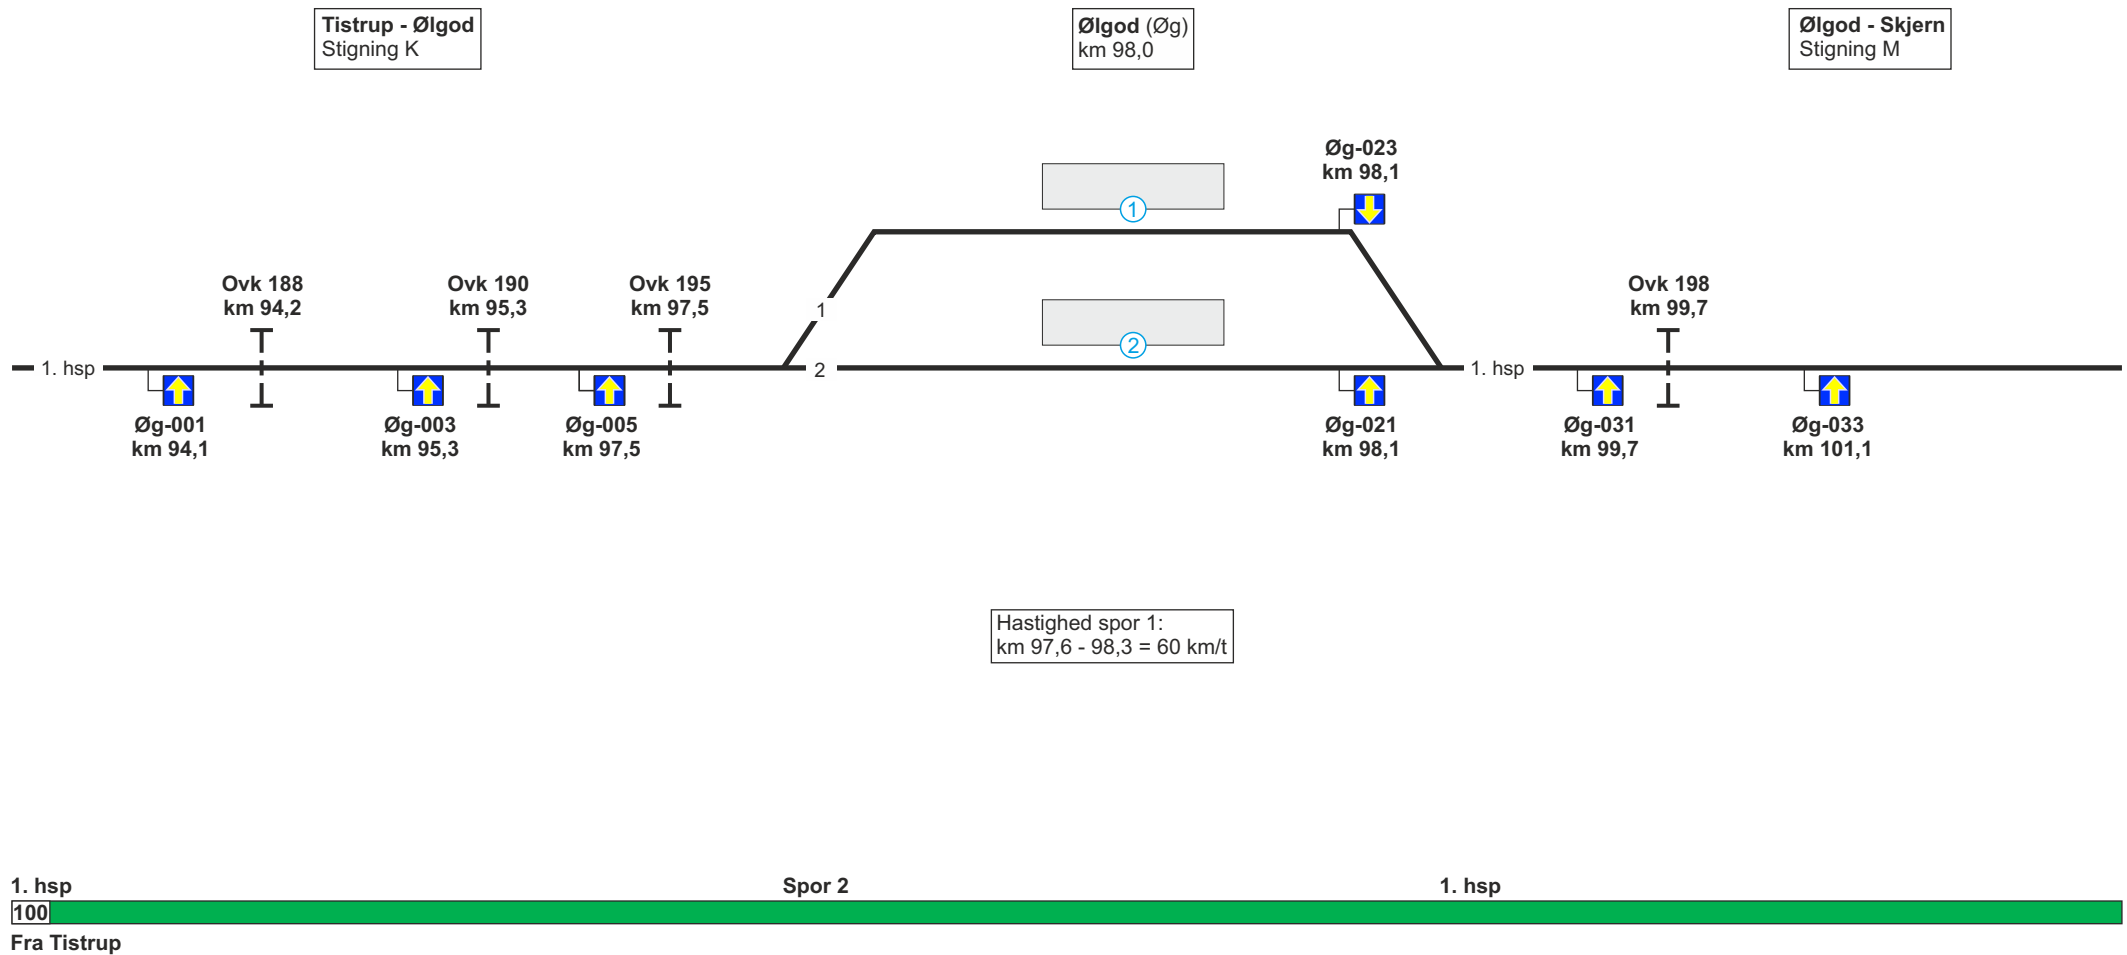 Tistrup - Ølgod
Stigning K
Ølgod (Øg)
km 98,0
Ølgod - Skjern
Stigning M
Øg-023
km 98,1
1
Ovk 188
km 94,2
Ovk 190
km 95,3
Ovk 195
km 97,5
1
Ovk 198
km 99,7
2
1. hsp
2
1. hsp
Øg-001
km 94,1
Øg-003
km 95,3
Øg-005
km 97,5
Øg-021
km 98,1
Øg-031
km 99,7
Øg-033
km 101,1
Hastighed spor 1:
km 97,6 - 98,3 = 60 km/t
1. hsp
Spor 2
1. hsp
100
Fra Tistrup